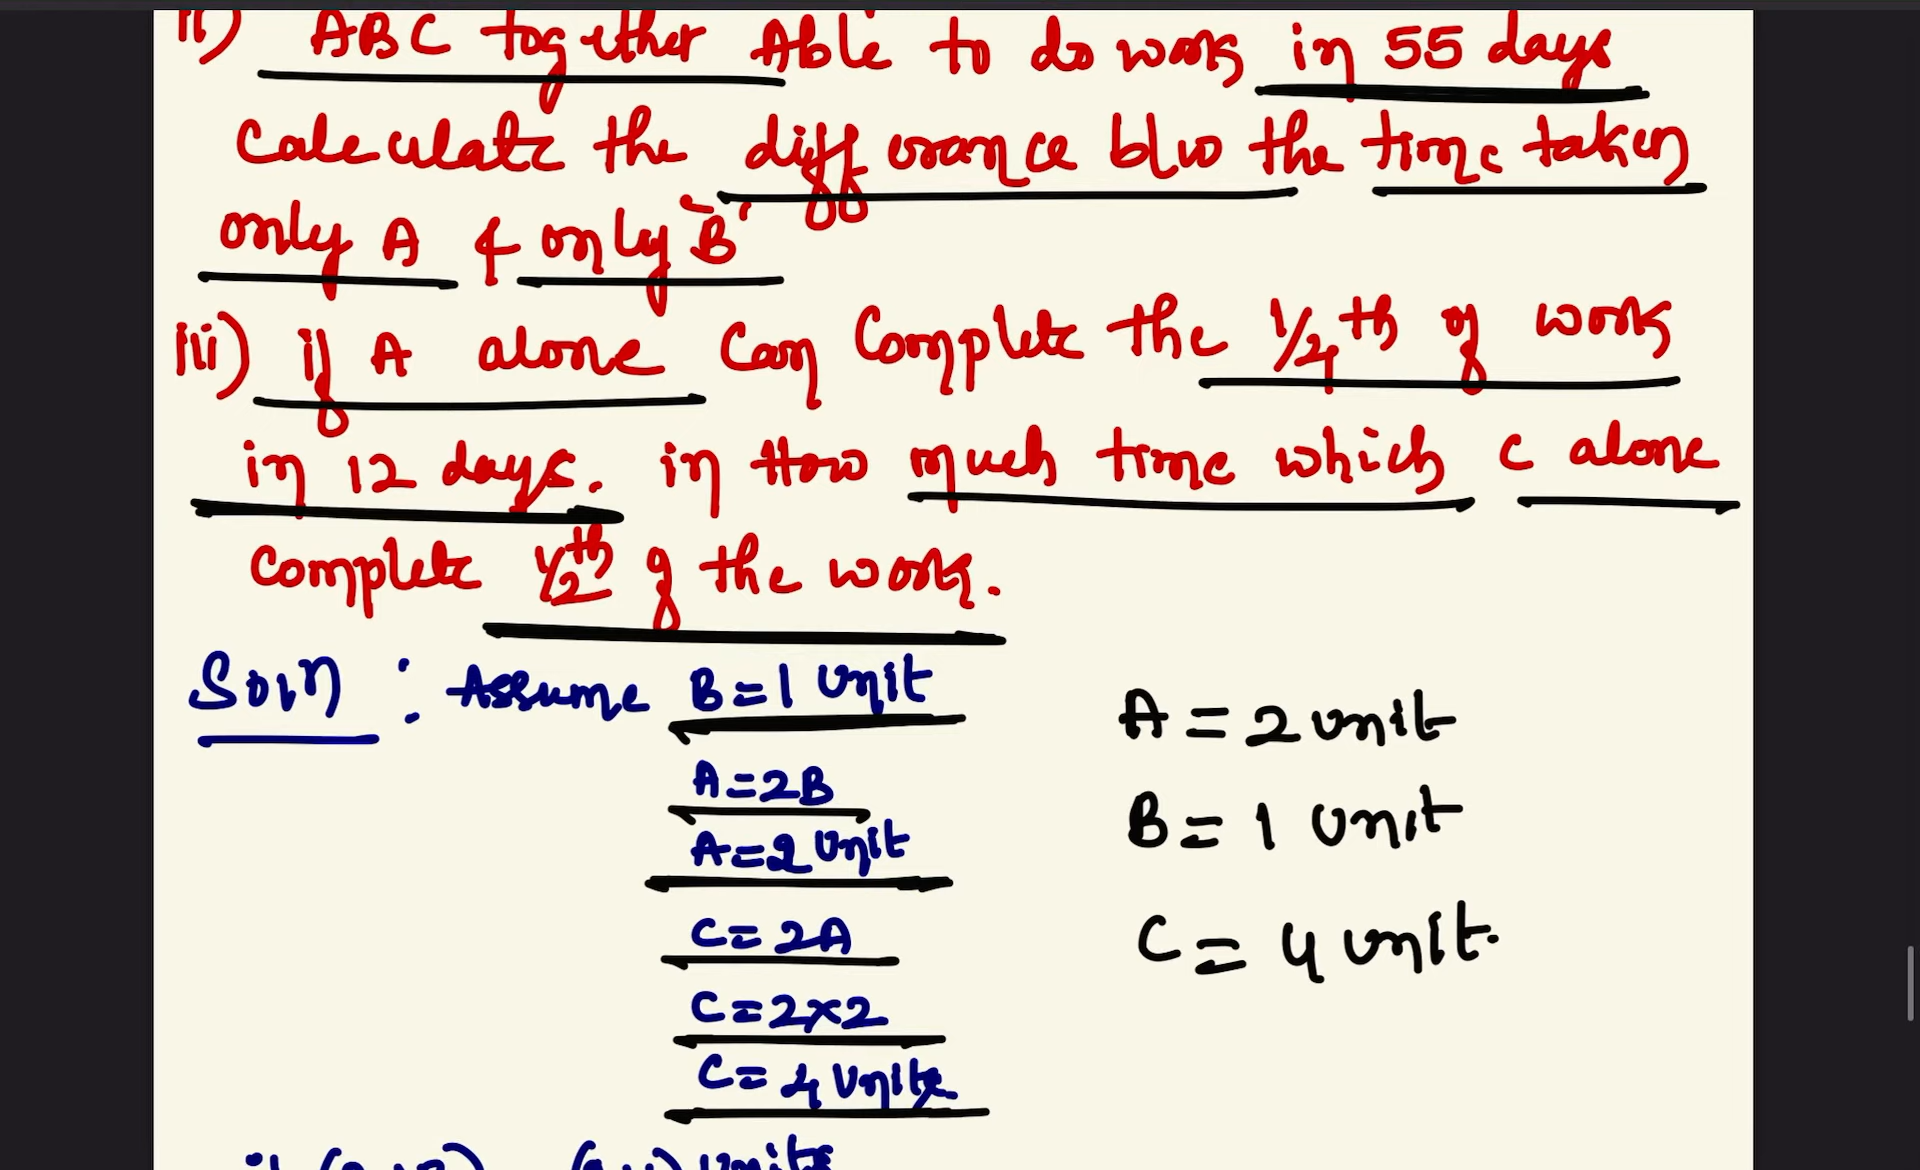 ii) ABC together Able to do work in 55 days
Calculate the differance b/w the time taken
only A & only B
iii) if A alone can Complete the 1/4th of work
in 12 days. in How much time which C alone
Complete 1/2th of the work.
Soln : Assume B=1 Unit
A=2B
A=2 Unit
C=2A
C=2x2
C=4 Units
A=2 unit
B=1 Unit
C=4 unit.